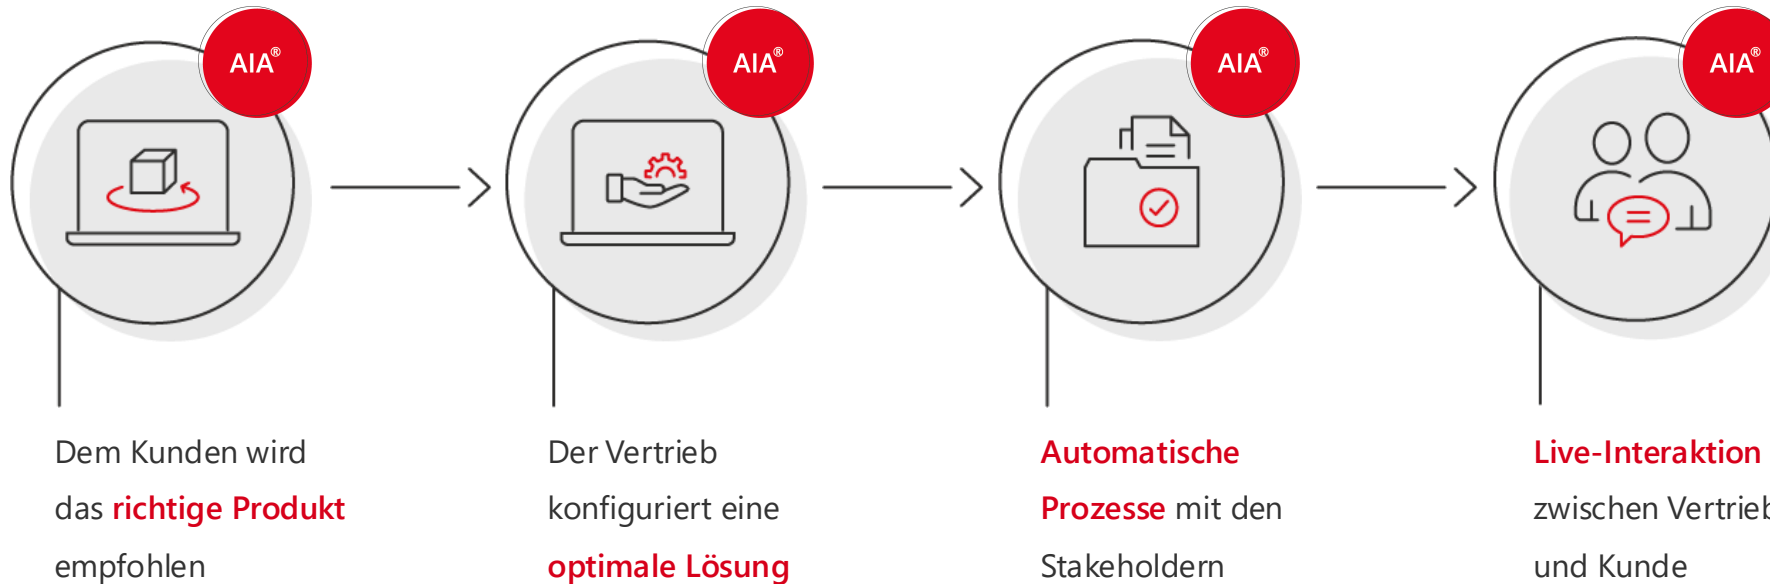 AIA®
AIA®
AIA®
AIA®
Dem Kunden wird
das richtige Produkt
empfohlen
Der Vertrieb
konfiguriert eine
optimale Lösung
Automatische
Prozesse mit den
Stakeholdern
Live-Interaktion
zwischen Vertrieb
und Kunde